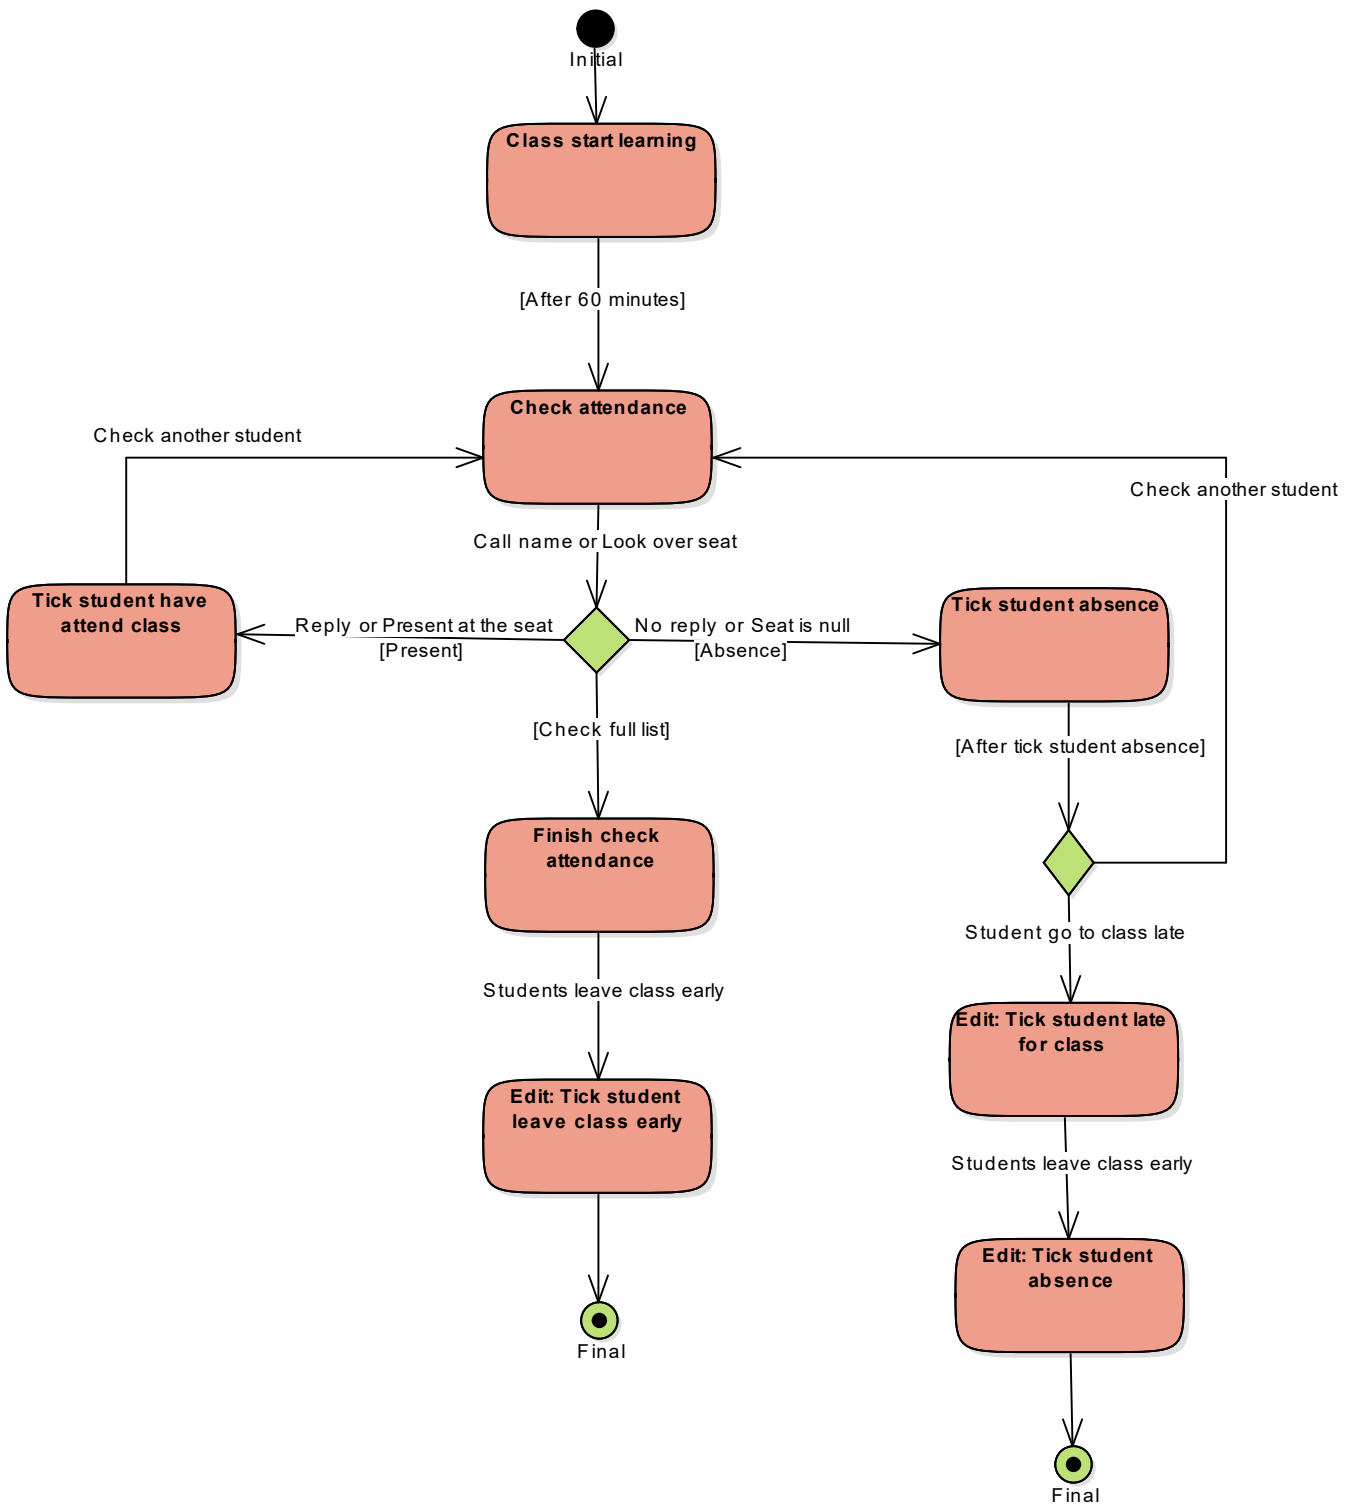 Initial
Class start learning
[After 60 minutes]
Check attendance
Check another student
Check another student
Call name or Look over seat
Tick student have
attend class
Reply or Present at the seat
[Present]
No reply or Seat is null
[Absence]
Tick student absence
[Check full list]
[After tick student absence]
Finish check
attendance
Student go to class late
Students leave class early
Edit: Tick student late
for class
Edit: Tick student
leave class early
Students leave class early
Edit: Tick student
absence
Final
Final